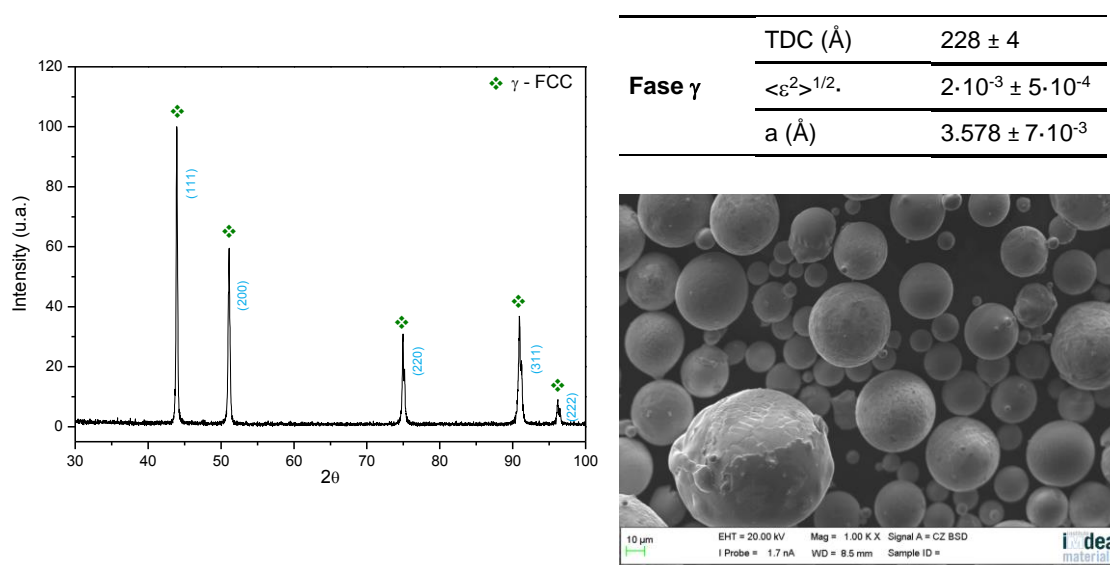 120
100
80
60
40
20
0
Intensity (u.a.)
❖ γ - FCC
(111)
(200)
(220)
(311)
(222)
30 40 50 60 70 80 90 100
2θ
TDC (Å) 228 ± 4
Fase γ <ε²>¹/²· 2·10⁻³ ± 5·10⁻⁴
a (Å) 3.578 ± 7·10⁻³
10 µm EHT = 20.00 kV Mag = 1.00 K X Signal A = CZ BSD
I Probe = 1.7 nA WD = 8.5 mm Sample ID =
i dea
materials